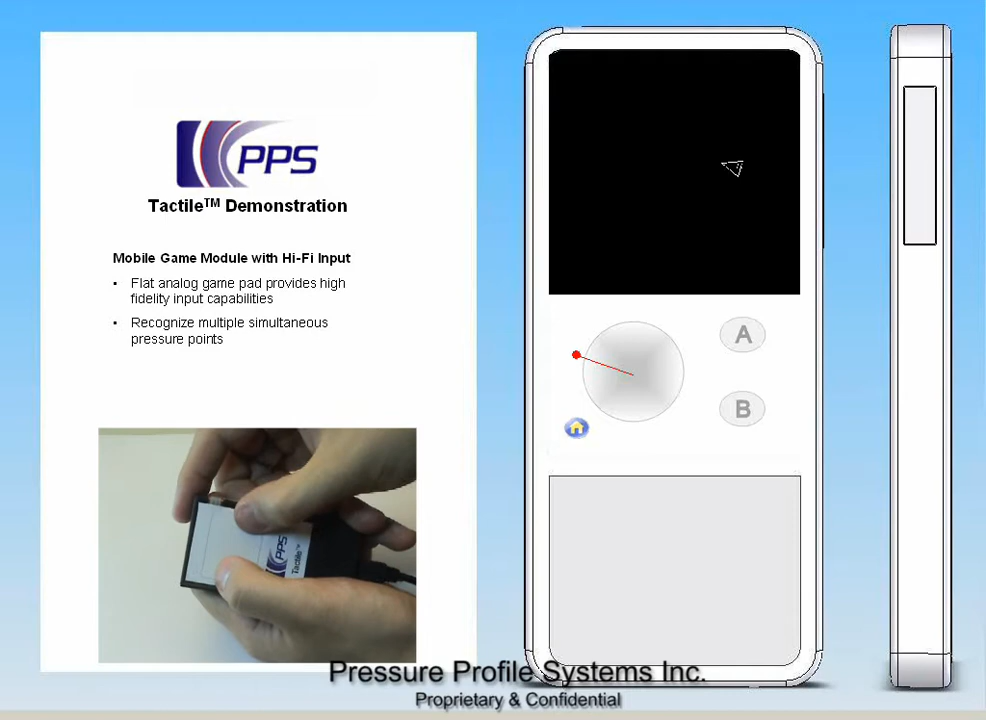 PPS
Tactile™ Demonstration
Mobile Game Module with Hi-Fi Input
• Flat analog game pad provides high
fidelity input capabilities
• Recognize multiple simultaneous
pressure points
A
B
PPS
Tactile™
Pressure Profile Systems Inc.
Proprietary & Confidential